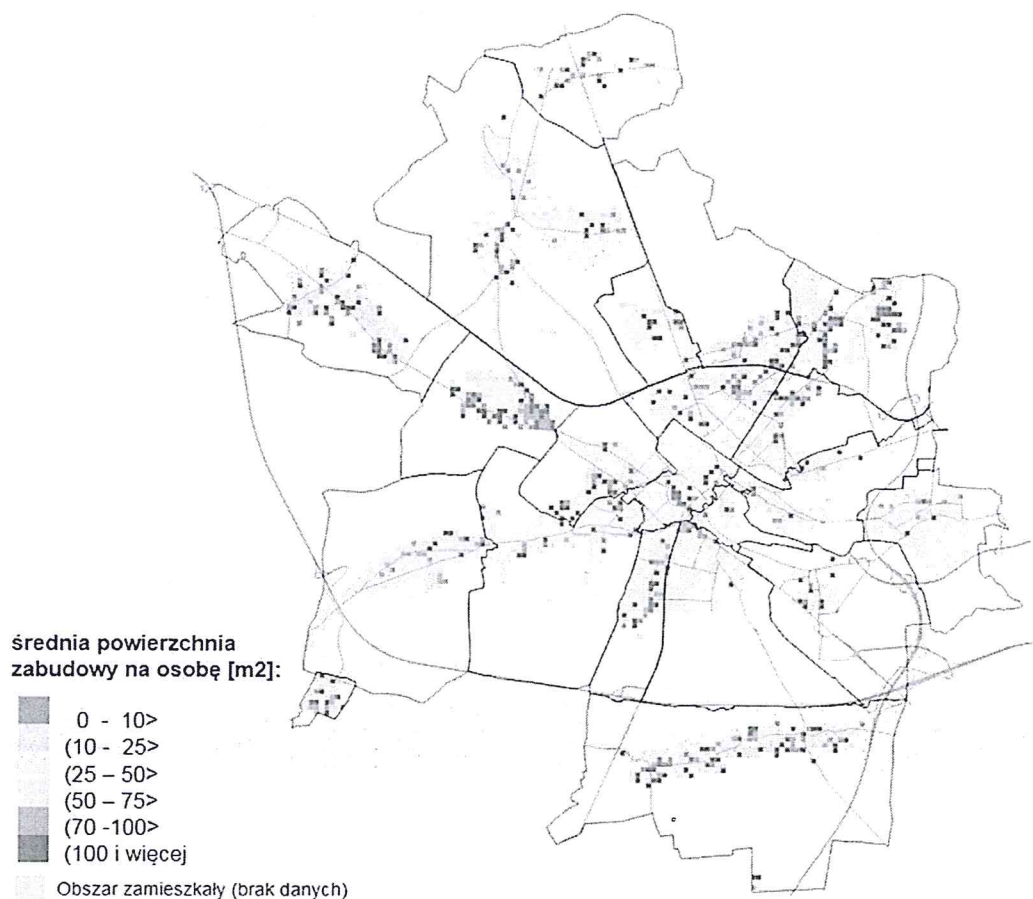 średnia powierzchnia
zabudowy na osobę [m2]:
0 - 10>
(10 - 25>
(25 – 50>
(50 – 75>
(70 -100>
(100 i więcej
Obszar zamieszkały (brak danych)